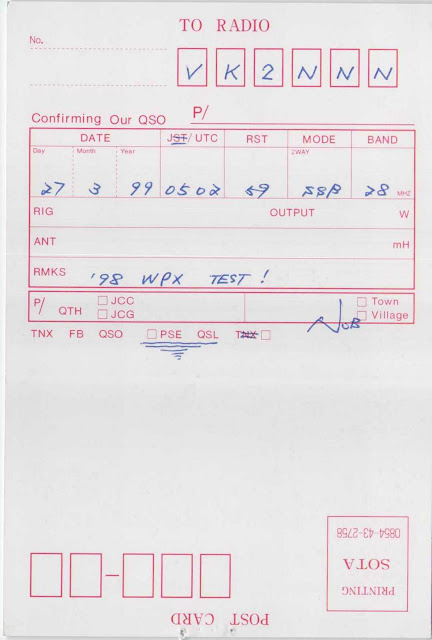 TO RADIO
No.
V K 2 N N N
Confirming Our QSO P/
DATE JST/UTC RST MODE BAND
Day Month Year 2WAY
27 3 99 0502 59 SSB 28 MHZ
RIG OUTPUT W
ANT mH
RMKS '98 WPX TEST !
P/ QTH □ JCC □ Town
□ JCG NOB □ Village
TNX FB QSO □ PSE QSL TNX □
0854-43-2758
SOTA
PRINTING
POST CARD